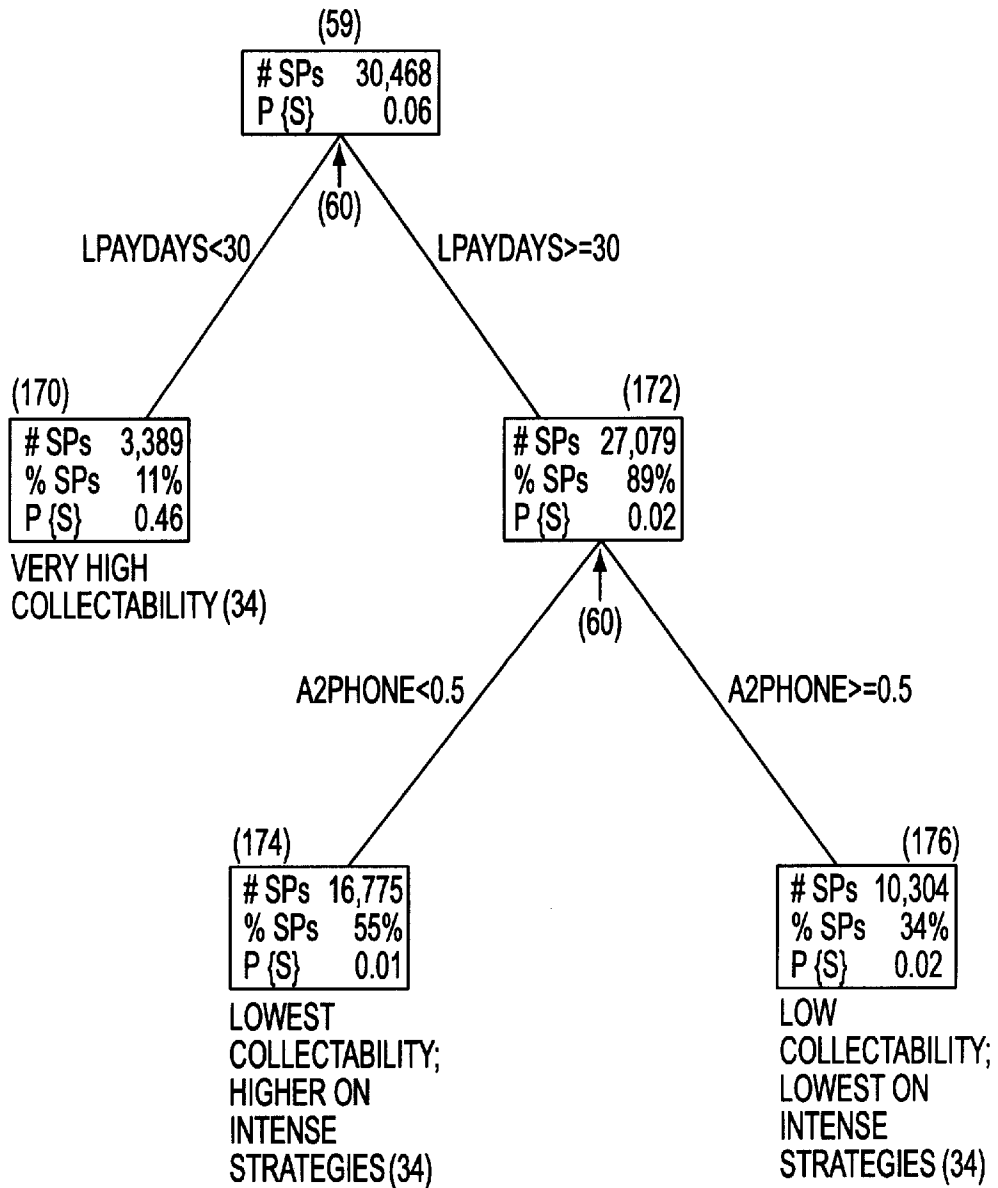 (59)
# SPs 30,468
P {S} 0.06
(60)
LPAYDAYS<30
LPAYDAYS>=30
(170)
# SPs 3,389
% SPs 11%
P {S} 0.46
VERY HIGH
COLLECTABILITY (34)
(172)
# SPs 27,079
% SPs 89%
P {S} 0.02
(60)
A2PHONE<0.5
A2PHONE>=0.5
(174)
# SPs 16,775
% SPs 55%
P {S} 0.01
LOWEST
COLLECTABILITY;
HIGHER ON
INTENSE
STRATEGIES (34)
(176)
# SPs 10,304
% SPs 34%
P {S} 0.02
LOW
COLLECTABILITY;
LOWEST ON
INTENSE
STRATEGIES (34)